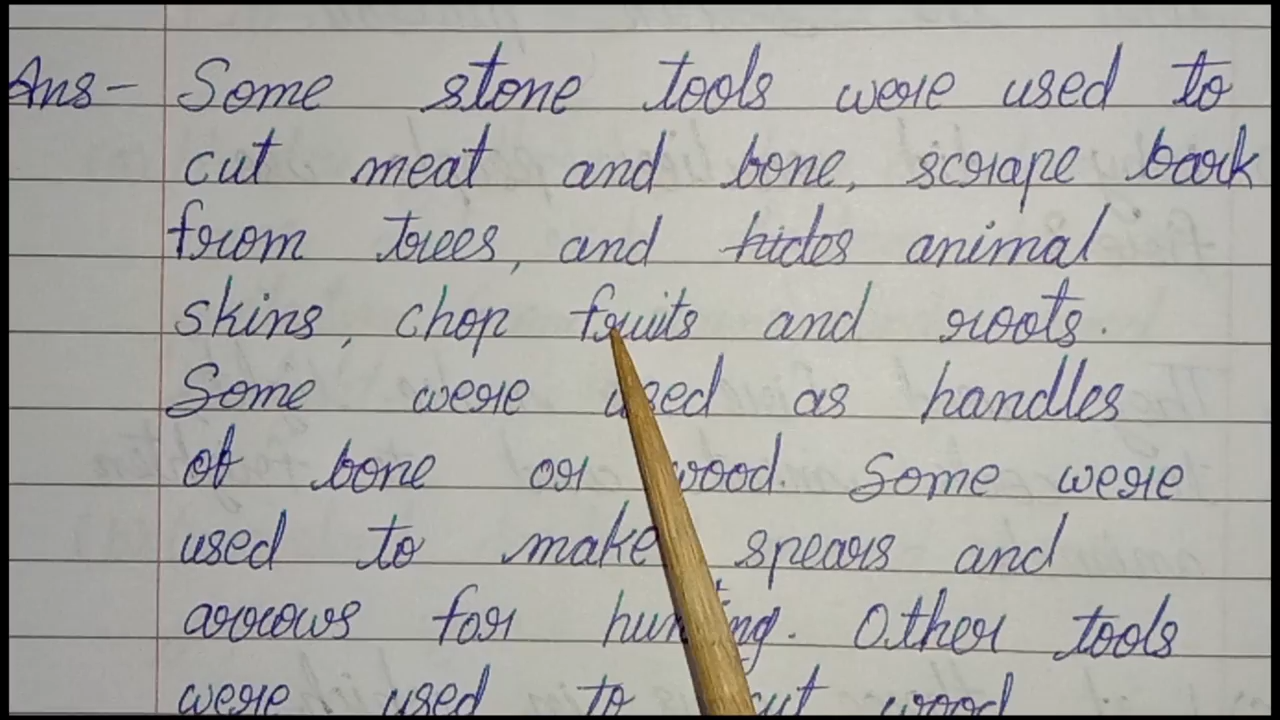 Ans- Some stone tools were used to
cut meat and bone, scrape bark
from trees, and hides animal
skins, chop fruits and roots.
Some were used as handles
of bone or wood. Some were
used to make spears and
arrows for hunting. Other tools
were used to cut wood